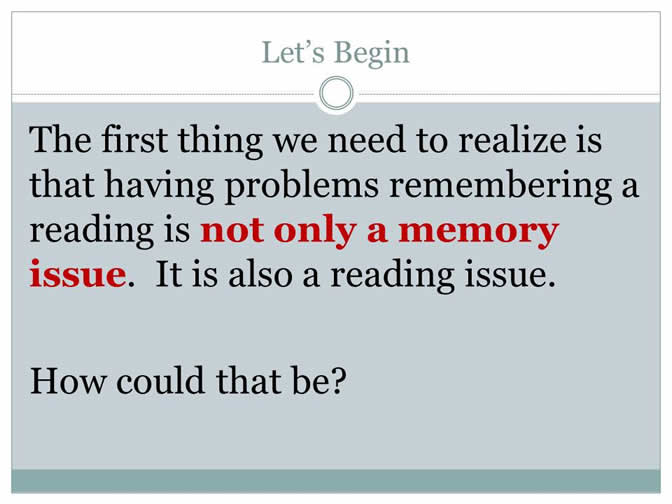 Let's Begin
The first thing we need to realize is
that having problems remembering a
reading is not only a memory
issue.  It is also a reading issue.
How could that be?